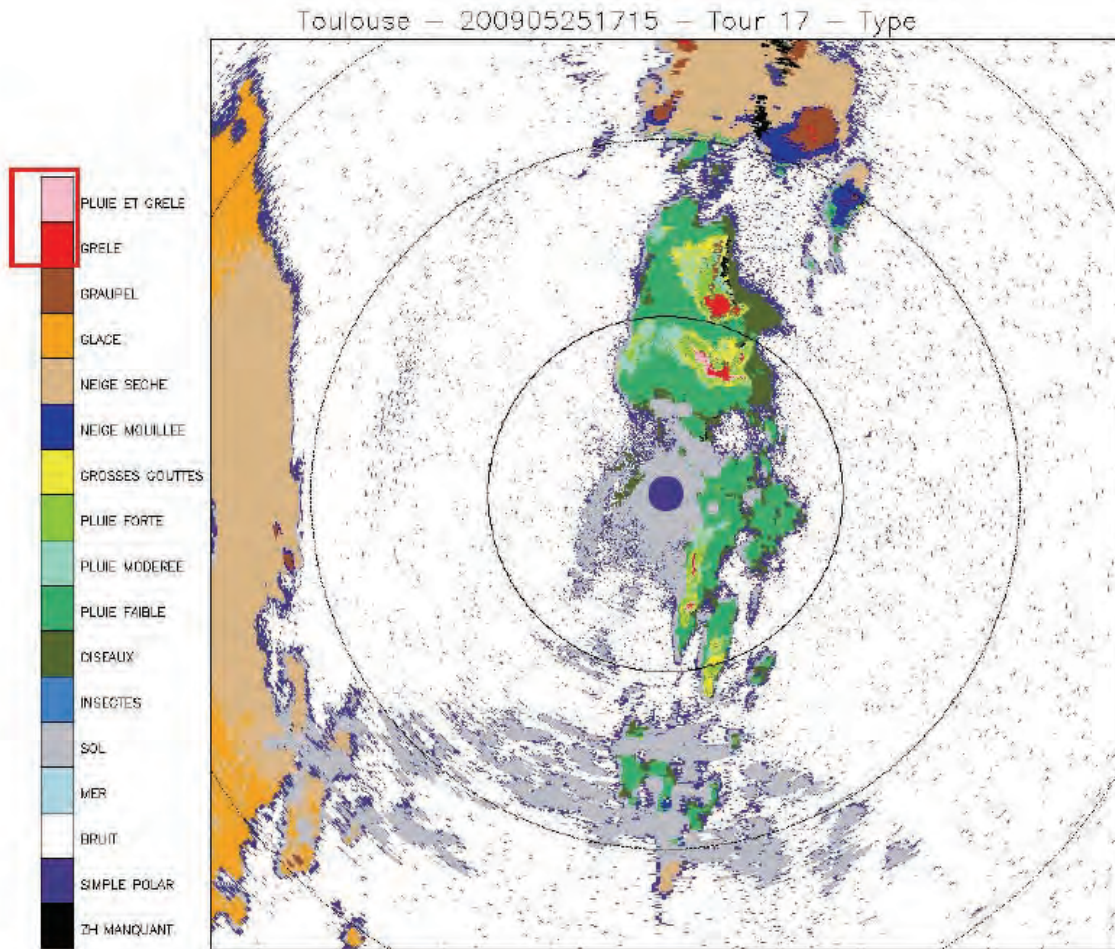 Toulouse – 200905251715 – Tour 17 – Type
PLUIE ET GRELE
GRELE
GRAUPEL
GLACE
NEIGE SECHE
NEIGE MOUILLEE
GROSSES GOUTTES
PLUIE FORTE
PLUIE MODEREE
PLUIE FAIBLE
OISEAUX
INSECTES
SOL
MER
BRUIT
SIMPLE POLAR
ZH MANQUANT